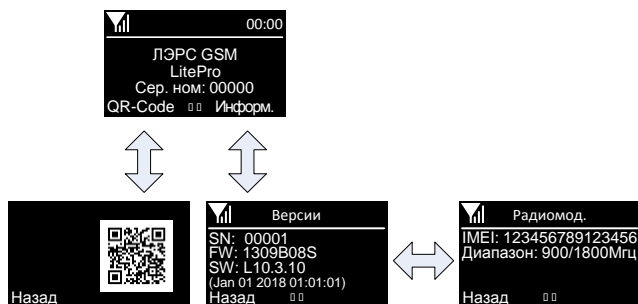 00:00
ЛЭРС GSM
LitePro
Сер. ном: 00000
QR-Code ▯▯ Информ.
Назад
Версии
SN: 00001
FW: 1309B08S
SW: L10.3.10
(Jan 01 2018 01:01:01)
Назад ▯▯
Радиомод.
IMEI: 123456789123456
Диапазон: 900/1800Мгц
Назад ▯▯